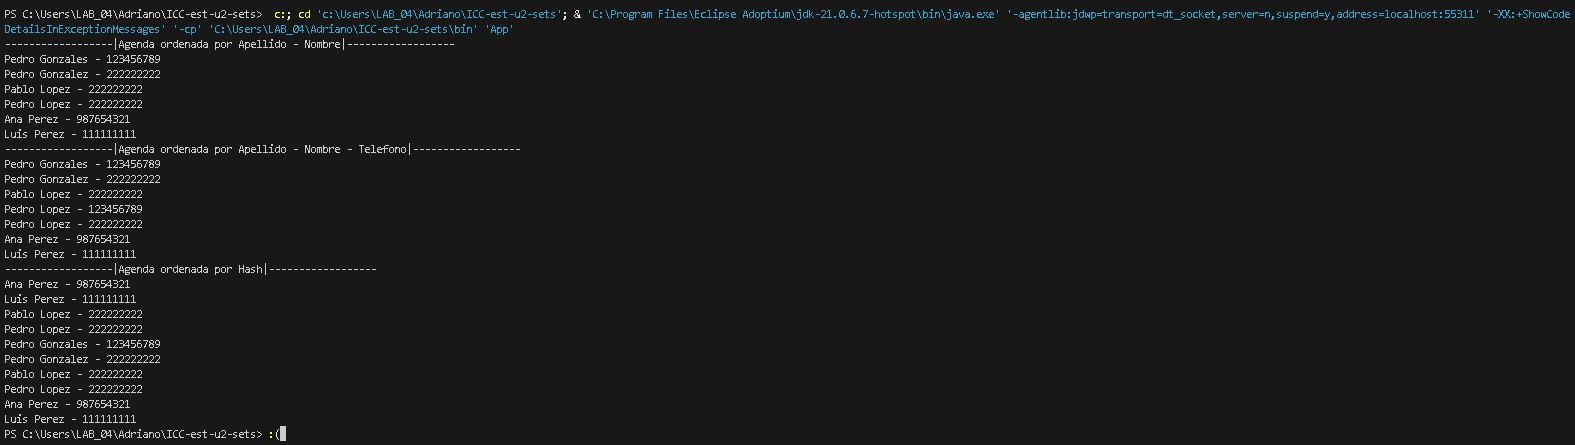 PS C:\Users\LAB_04\Adriano\ICC-est-u2-sets>  c:; cd 'c:\Users\LAB_04\Adriano\ICC-est-u2-sets'; & 'C:\Program Files\Eclipse Adoptium\jdk-21.0.6.7-hotspot\bin\java.exe' '-agentlib:jdwp=transport=dt_socket,server=n,suspend=y,address=localhost:55311' '-XX:+ShowCode
DetailsInExceptionMessages' '-cp' 'C:\Users\LAB_04\Adriano\ICC-est-u2-sets\bin' 'App'
------------------|Agenda ordenada por Apellido - Nombre|------------------
Pedro Gonzales - 123456789
Pedro Gonzalez - 222222222
Pablo Lopez - 222222222
Pedro Lopez - 222222222
Ana Perez - 987654321
Luis Perez - 111111111
------------------|Agenda ordenada por Apellido - Nombre - Telefono|------------------
Pedro Gonzales - 123456789
Pedro Gonzalez - 222222222
Pablo Lopez - 222222222
Pedro Lopez - 123456789
Pedro Lopez - 222222222
Ana Perez - 987654321
Luis Perez - 111111111
------------------|Agenda ordenada por Hash|------------------
Ana Perez - 987654321
Luis Perez - 111111111
Pablo Lopez - 222222222
Pedro Lopez - 222222222
Pedro Gonzales - 123456789
Pedro Gonzalez - 222222222
Pablo Lopez - 222222222
Pedro Lopez - 222222222
Ana Perez - 987654321
Luis Perez - 111111111
PS C:\Users\LAB_04\Adriano\ICC-est-u2-sets> :(